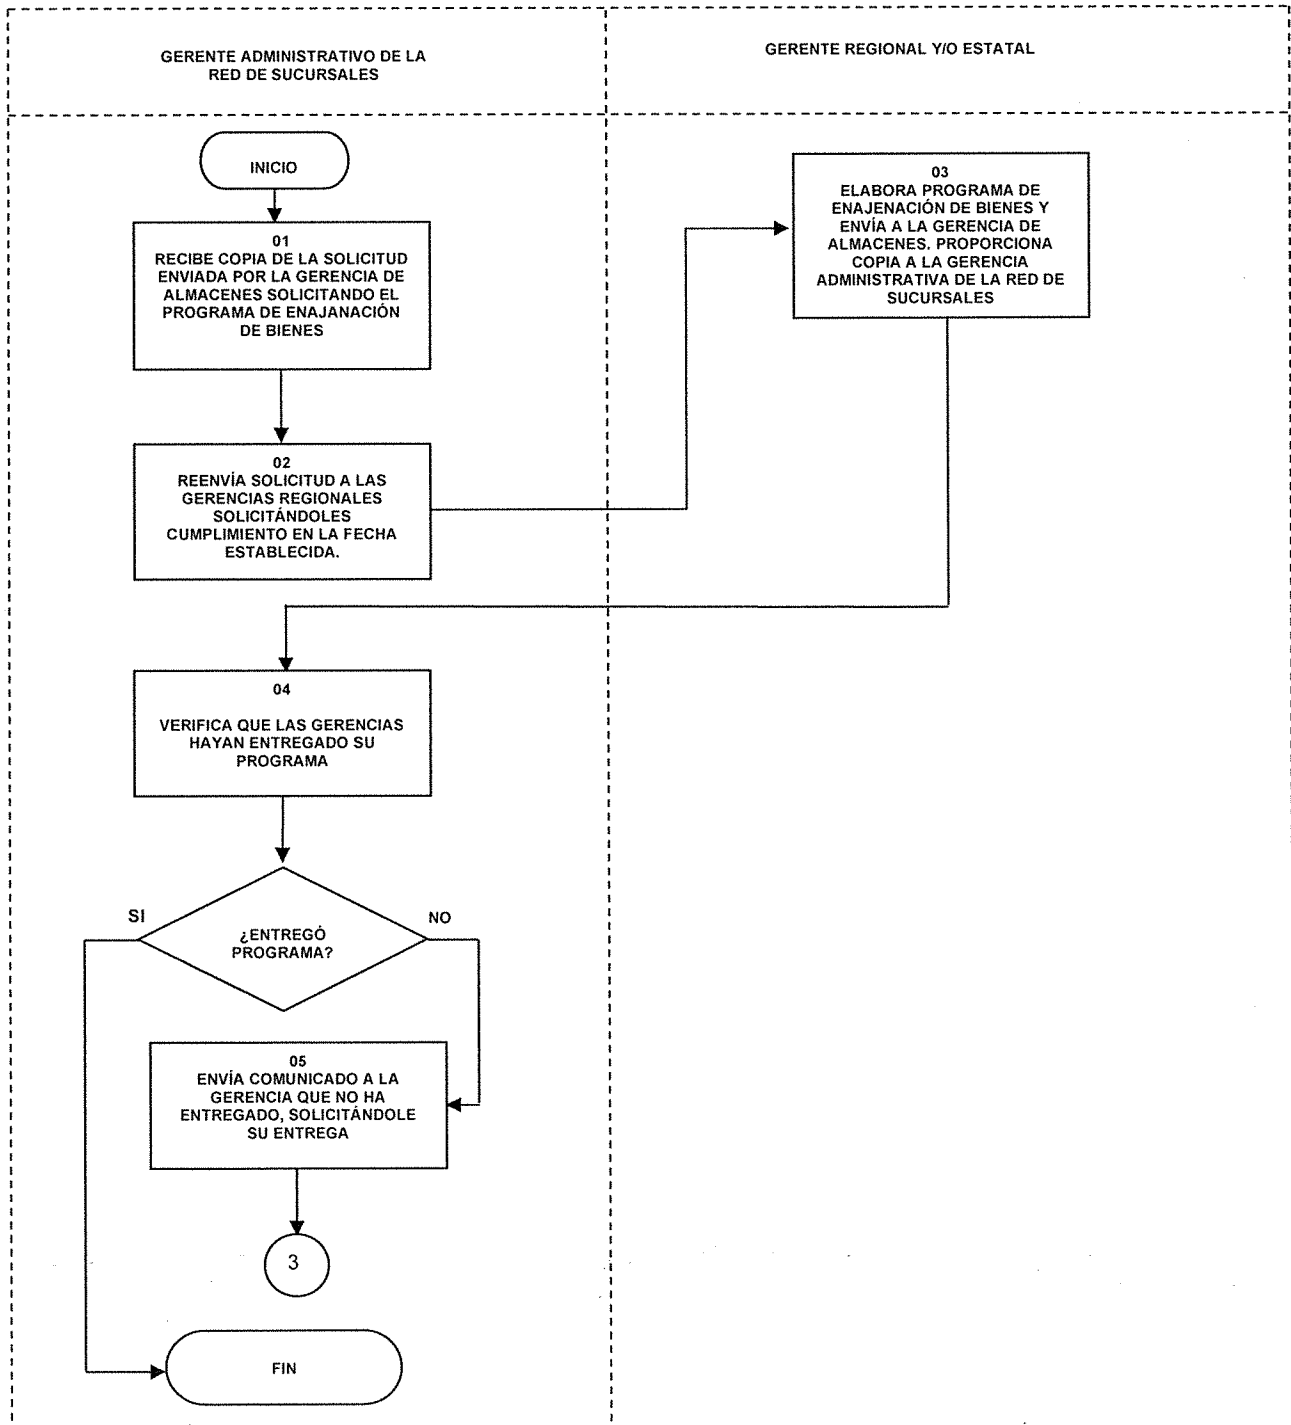 GERENTE ADMINISTRATIVO DE LA
RED DE SUCURSALES
GERENTE REGIONAL Y/O ESTATAL
INICIO
01
RECIBE COPIA DE LA SOLICITUD
ENVIADA POR LA GERENCIA DE
ALMACENES SOLICITANDO EL
PROGRAMA DE ENAJANACIÓN
DE BIENES
02
REENVÍA SOLICITUD A LAS
GERENCIAS REGIONALES
SOLICITÁNDOLES
CUMPLIMIENTO EN LA FECHA
ESTABLECIDA.
03
ELABORA PROGRAMA DE
ENAJENACIÓN DE BIENES Y
ENVÍA A LA GERENCIA DE
ALMACENES. PROPORCIONA
COPIA A LA GERENCIA
ADMINISTRATIVA DE LA RED DE
SUCURSALES
04
VERIFICA QUE LAS GERENCIAS
HAYAN ENTREGADO SU
PROGRAMA
SI
¿ENTREGÓ
PROGRAMA?
NO
05
ENVÍA COMUNICADO A LA
GERENCIA QUE NO HA
ENTREGADO, SOLICITÁNDOLE
SU ENTREGA
3
FIN